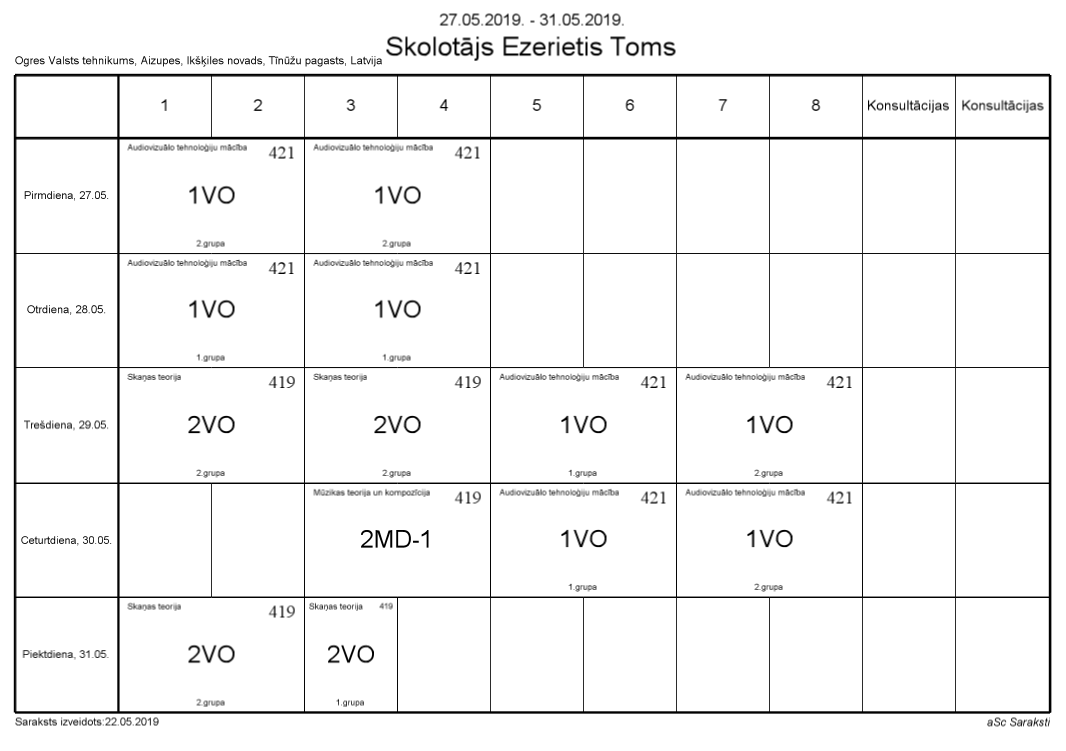 27.05.2019. - 31.05.2019.
Skolotājs Ezerietis Toms
Ogres Valsts tehnikums, Aizupes, Ikšķiles novads, Tīnūžu pagasts, Latvija
1 2 3 4 5 6 7 8 Konsultācijas Konsultācijas
Audiovizuālo tehnoloģiju mācība 421 Audiovizuālo tehnoloģiju mācība 421
Pirmdiena, 27.05. 1VO 1VO
2.grupa 2.grupa
Audiovizuālo tehnoloģiju mācība 421 Audiovizuālo tehnoloģiju mācība 421
Otrdiena, 28.05. 1VO 1VO
1.grupa 1.grupa
Skaņas teorija 419 Skaņas teorija 419 Audiovizuālo tehnoloģiju mācība 421 Audiovizuālo tehnoloģiju mācība 421
Trešdiena, 29.05. 2VO 2VO 1VO 1VO
2.grupa 2.grupa 1.grupa 2.grupa
Mūzikas teorija un kompozīcija 419 Audiovizuālo tehnoloģiju mācība 421 Audiovizuālo tehnoloģiju mācība 421
Ceturtdiena, 30.05. 2MD-1 1VO 1VO
1.grupa 2.grupa
Skaņas teorija 419 Skaņas teorija 419
Piektdiena, 31.05. 2VO 2VO
2.grupa 1.grupa
Saraksts izveidots:22.05.2019 aSc Saraksti